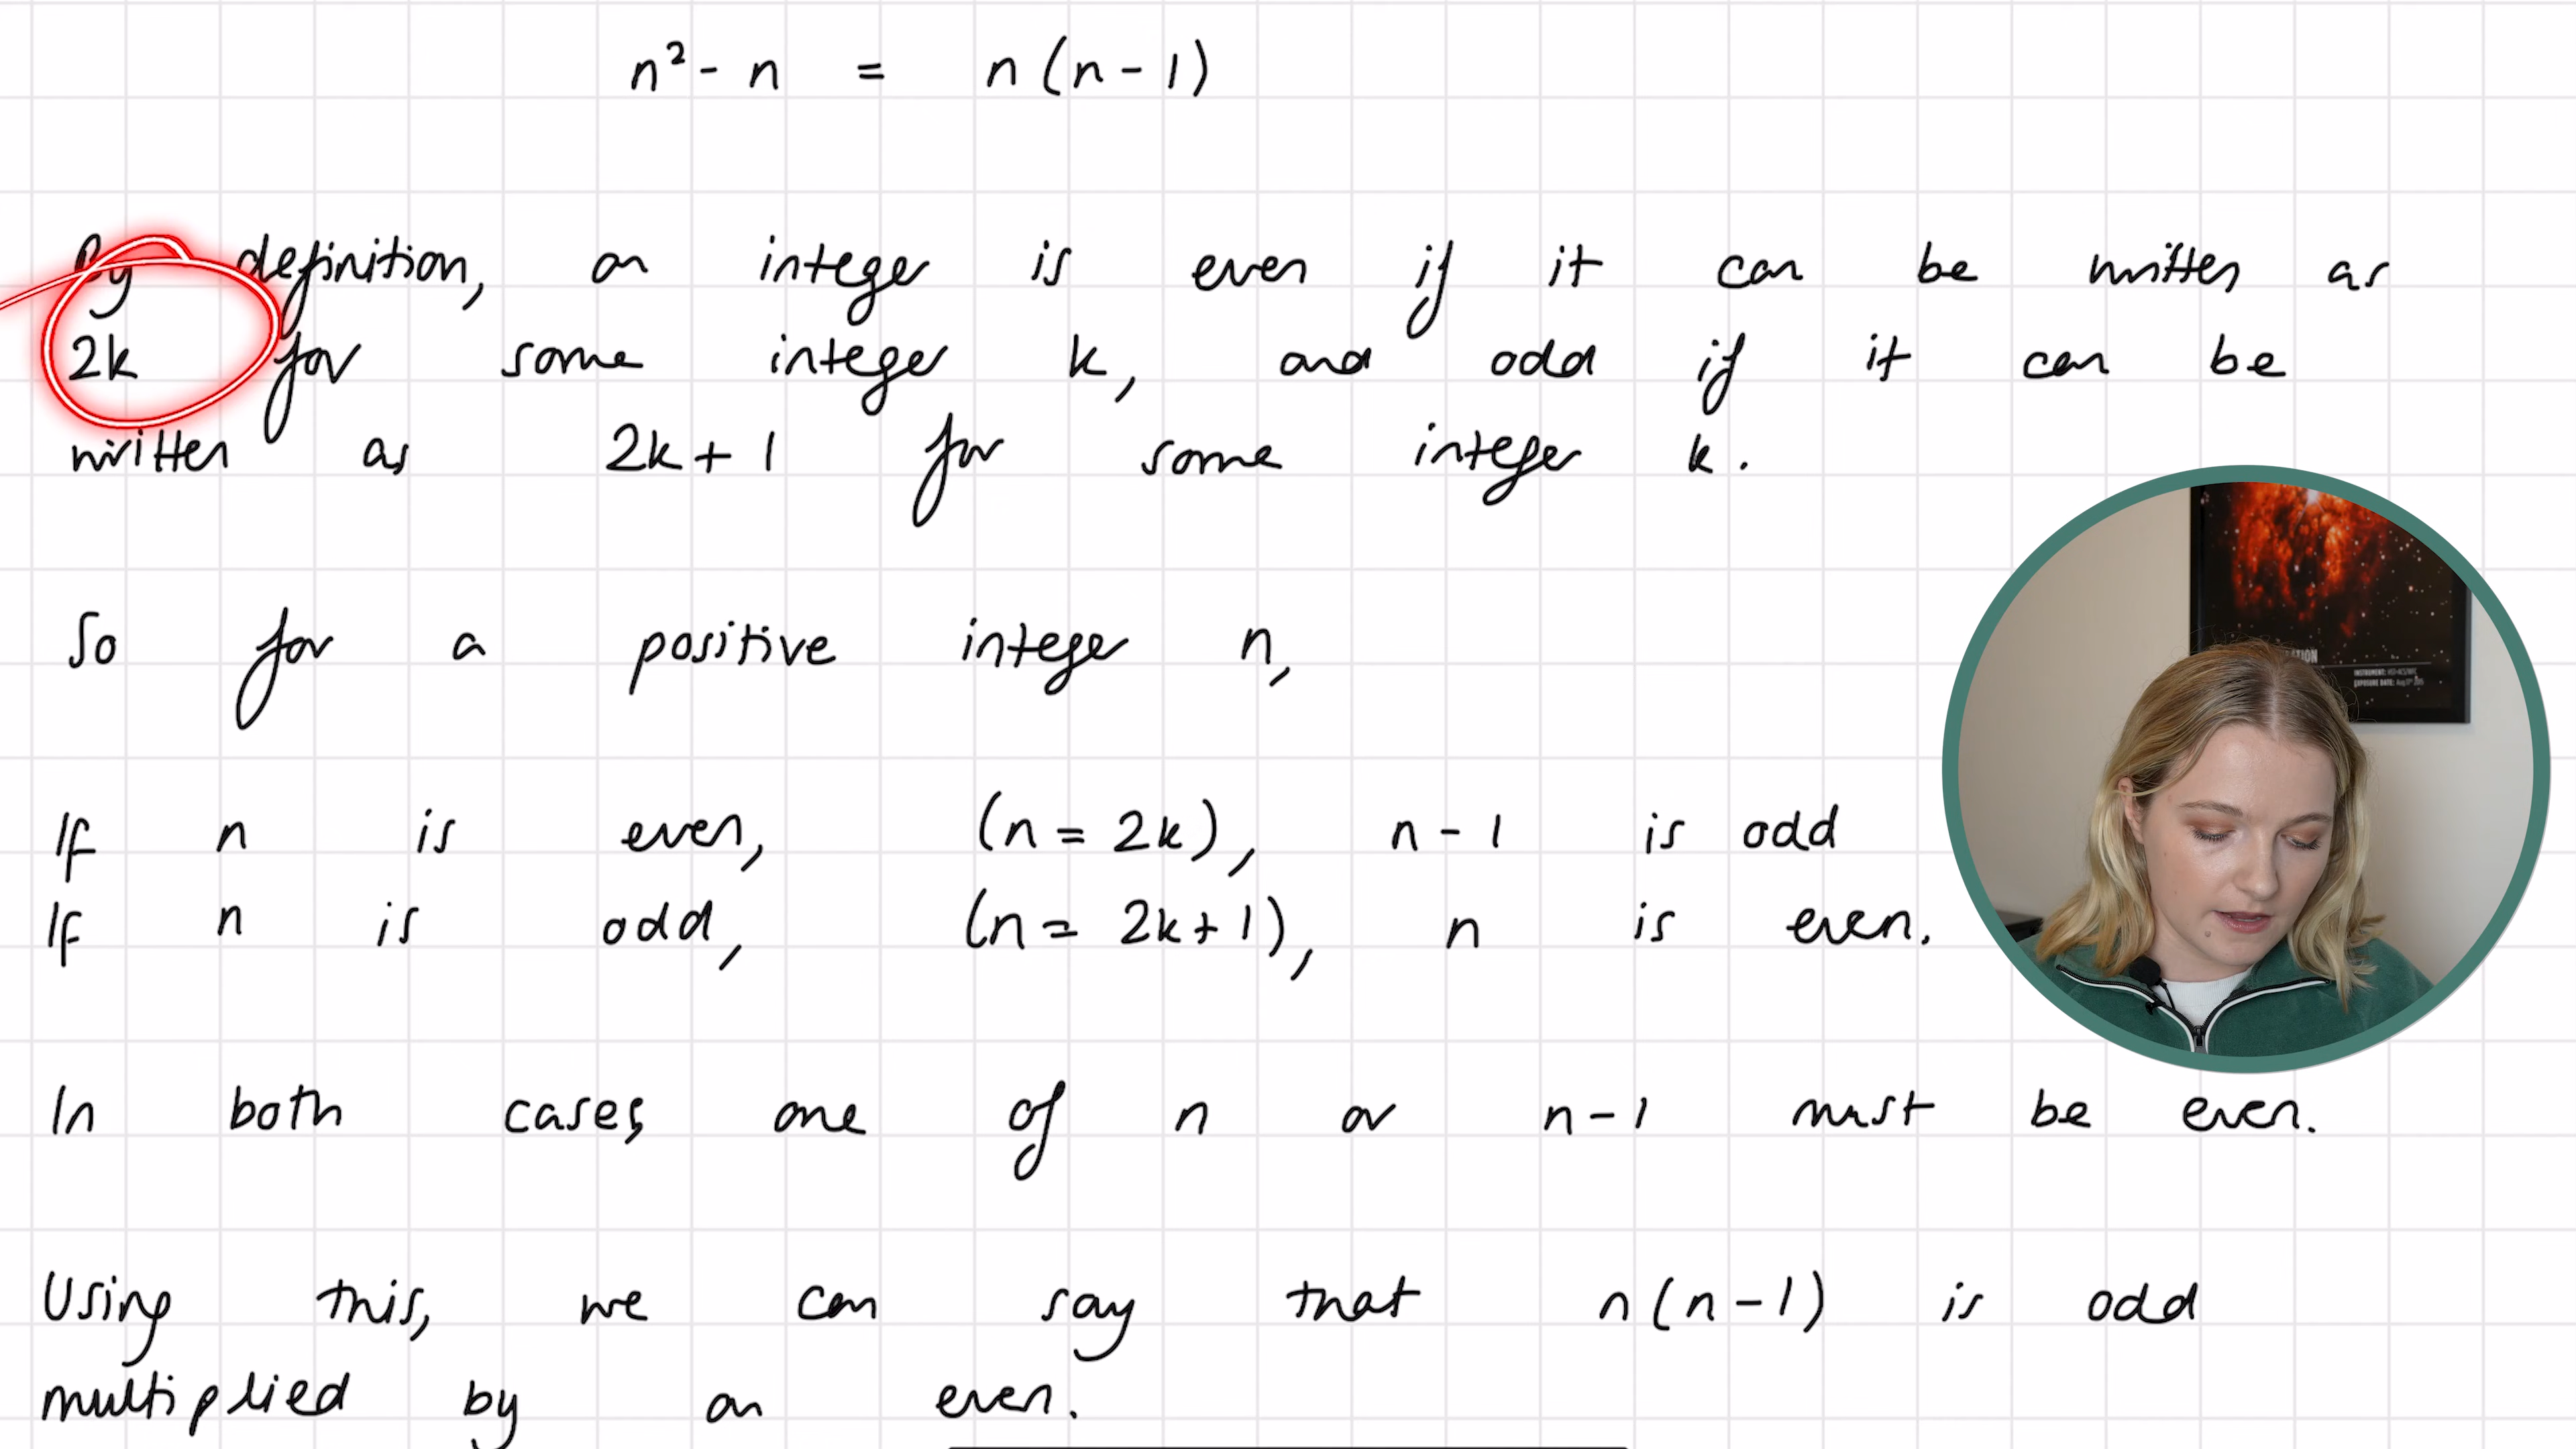 n² - n = n(n-1)
By definition, an integer is even if it can be written as
2k for some integer k, and odd if it can be
written as 2k+1 for some integer k.
So for a positive integer n,
If n is even, (n = 2k), n-1 is odd
If n is odd, (n = 2k+1), n is even.
In both cases, one of n or n-1 must be even.
Using this, we can say that n(n-1) is odd
multiplied by an even.